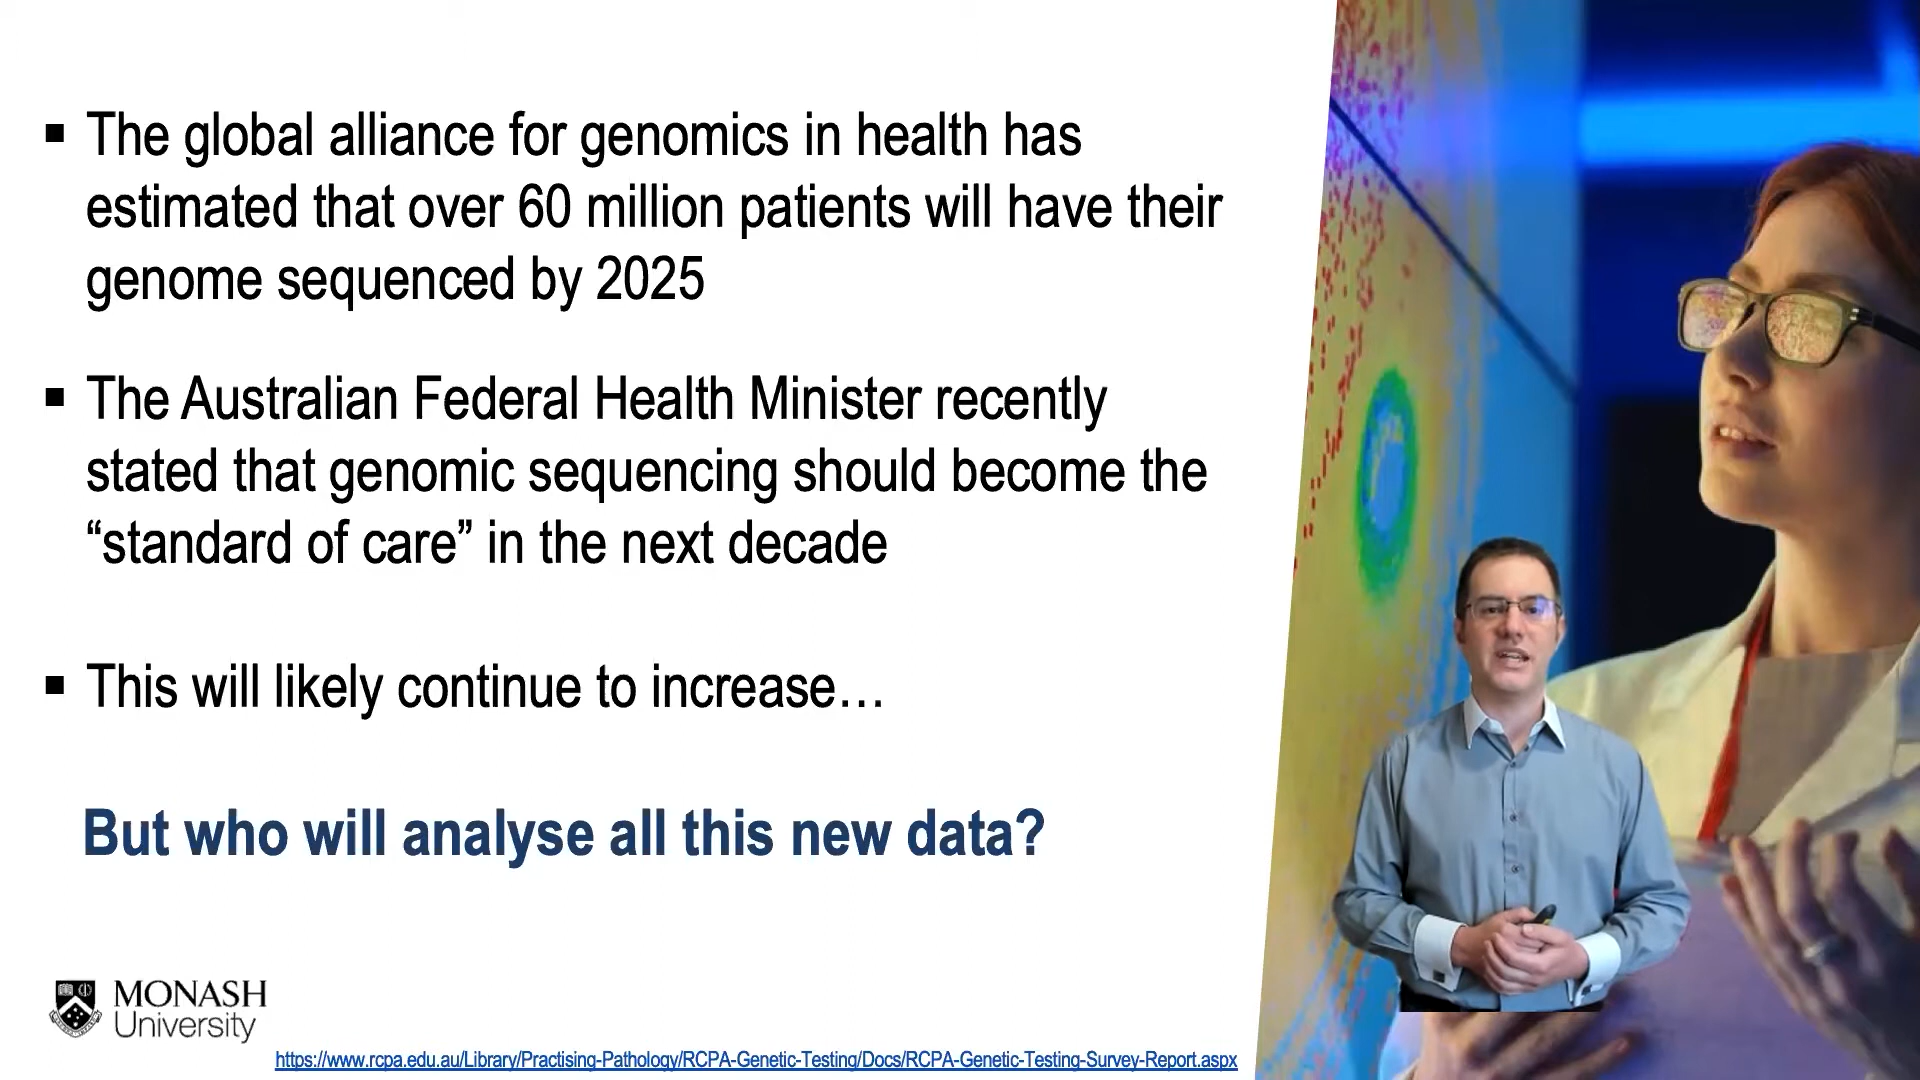 ▪ The global alliance for genomics in health has
estimated that over 60 million patients will have their
genome sequenced by 2025
▪ The Australian Federal Health Minister recently
stated that genomic sequencing should become the
“standard of care” in the next decade
▪ This will likely continue to increase…
But who will analyse all this new data?
MONASH
University
https://www.rcpa.edu.au/Library/Practising-Pathology/RCPA-Genetic-Testing/Docs/RCPA-Genetic-Testing-Survey-Report.aspx